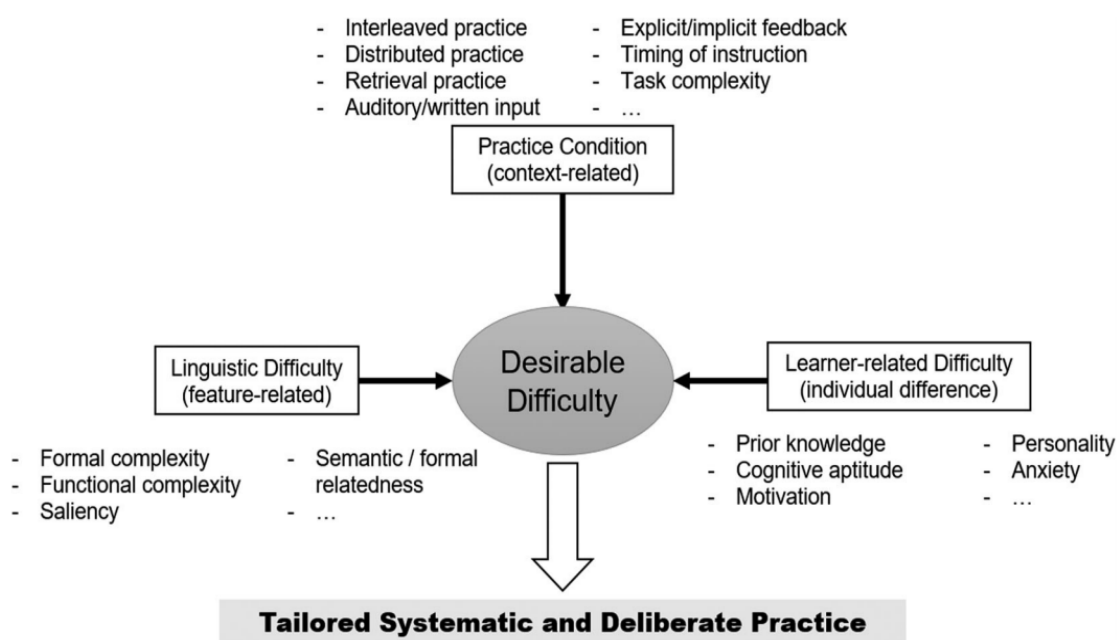 - Interleaved practice
- Distributed practice
- Retrieval practice
- Auditory/written input
- Explicit/implicit feedback
- Timing of instruction
- Task complexity
- …
Practice Condition
(context-related)
Linguistic Difficulty
(feature-related)
Desirable
Difficulty
Learner-related Difficulty
(individual difference)
- Formal complexity
- Functional complexity
- Saliency
- Semantic / formal
relatedness
- …
- Prior knowledge
- Cognitive aptitude
- Motivation
- Personality
- Anxiety
- …
Tailored Systematic and Deliberate Practice